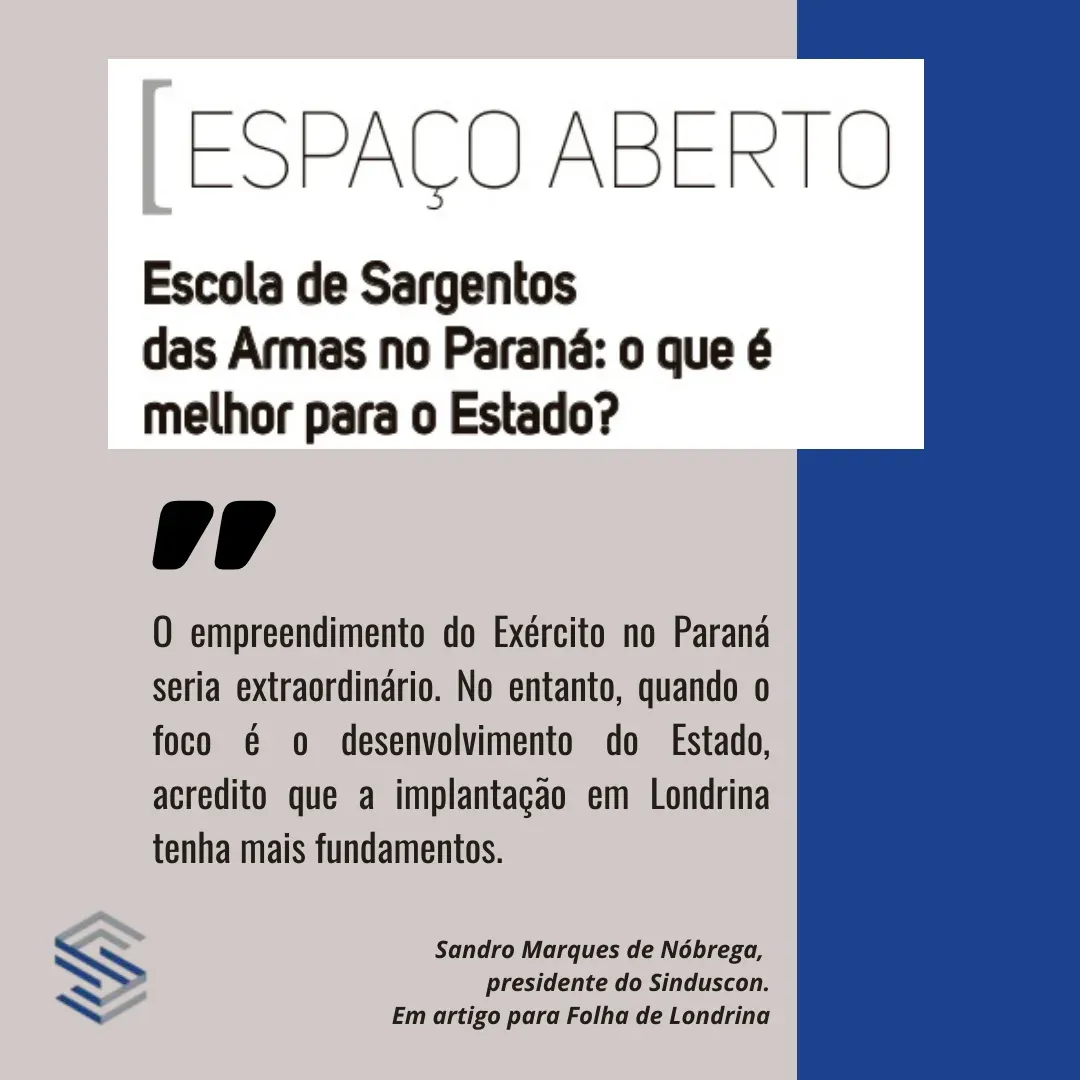 [ESPAÇO ABERTO
Escola de Sargentos
das Armas no Paraná: o que é
melhor para o Estado?
"
O empreendimento do Exército no Paraná
seria extraordinário. No entanto, quando o
foco é o desenvolvimento do Estado,
acredito que a implantação em Londrina
tenha mais fundamentos.
Sandro Marques de Nóbrega,
presidente do Sinduscon.
Em artigo para Folha de Londrina